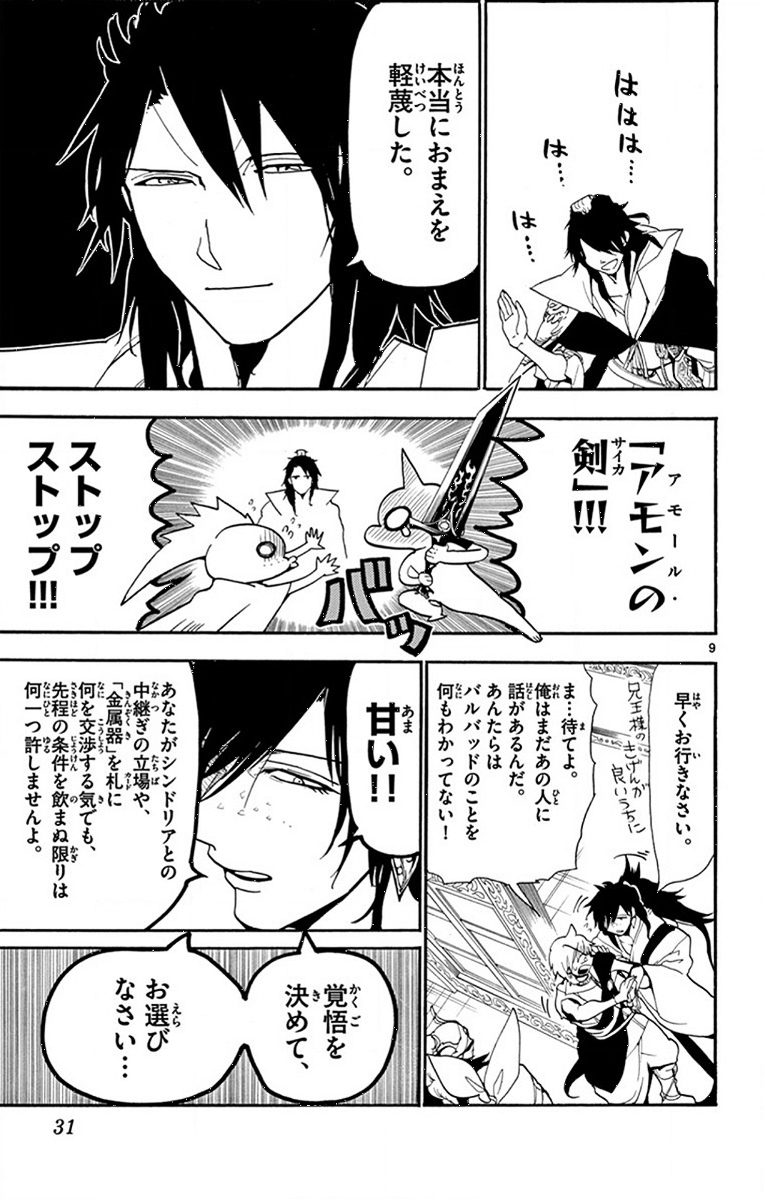 ははは…
は…
は…
本当におまえを
軽蔑した。
「アモンの
剣」!!!
バッ
ストップ
ストップ!!!
9
早くお行きなさい。
兄王様の
きげんが
良いうちに
ま…待てよ。
俺はまだあの人に
話があるんだ。
あんたらは
バルバッドのことを
何もわかってない!
甘い!!
あなたがシンドリアとの
中継ぎの立場や、
「金属器」を札に
何を交渉する気でも、
先程の条件を飲まぬ限りは
何一つ許しませんよ。
覚悟を
決めて、
お選び
なさい…
31